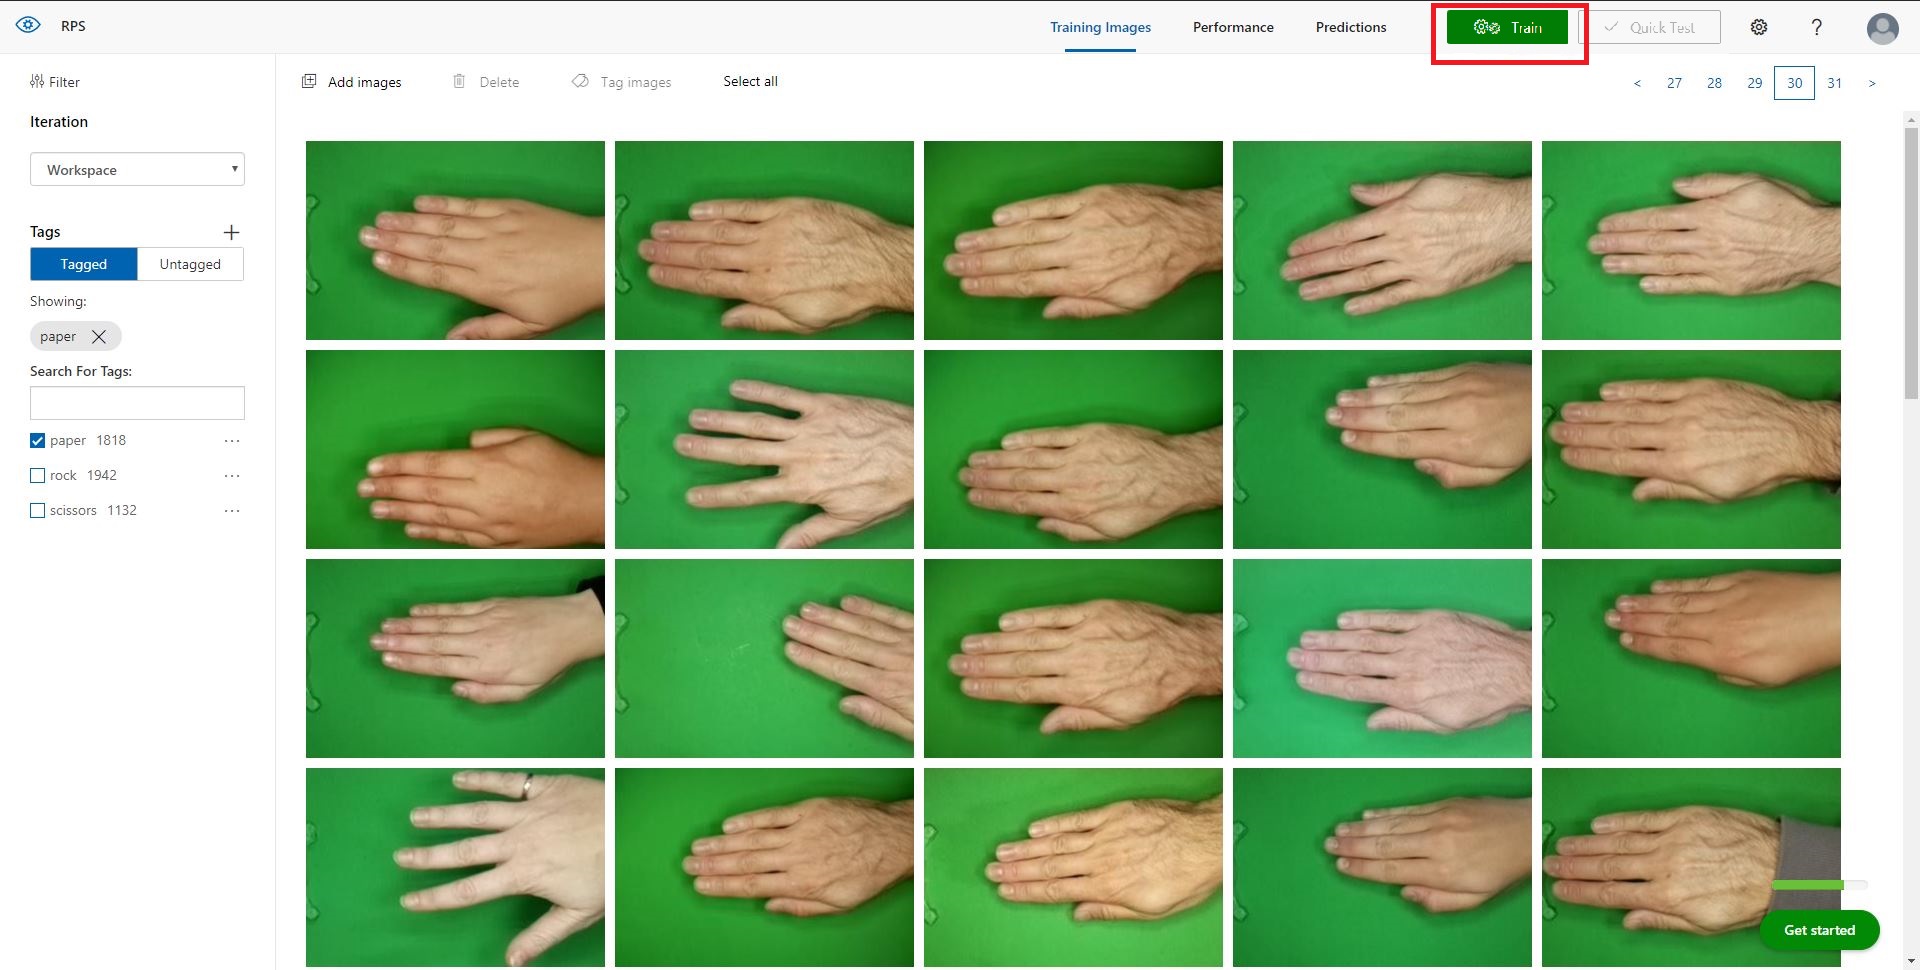 RPS
Training Images
Performance
Predictions
Train
Quick Test
?
Filter
Add images
Delete
Tag images
Select all
< 27 28 29 30 31 >
Iteration
Workspace
Tags
Tagged
Untagged
Showing:
paper
Search For Tags:
paper 1818 ...
rock 1942 ...
scissors 1132 ...
Get started